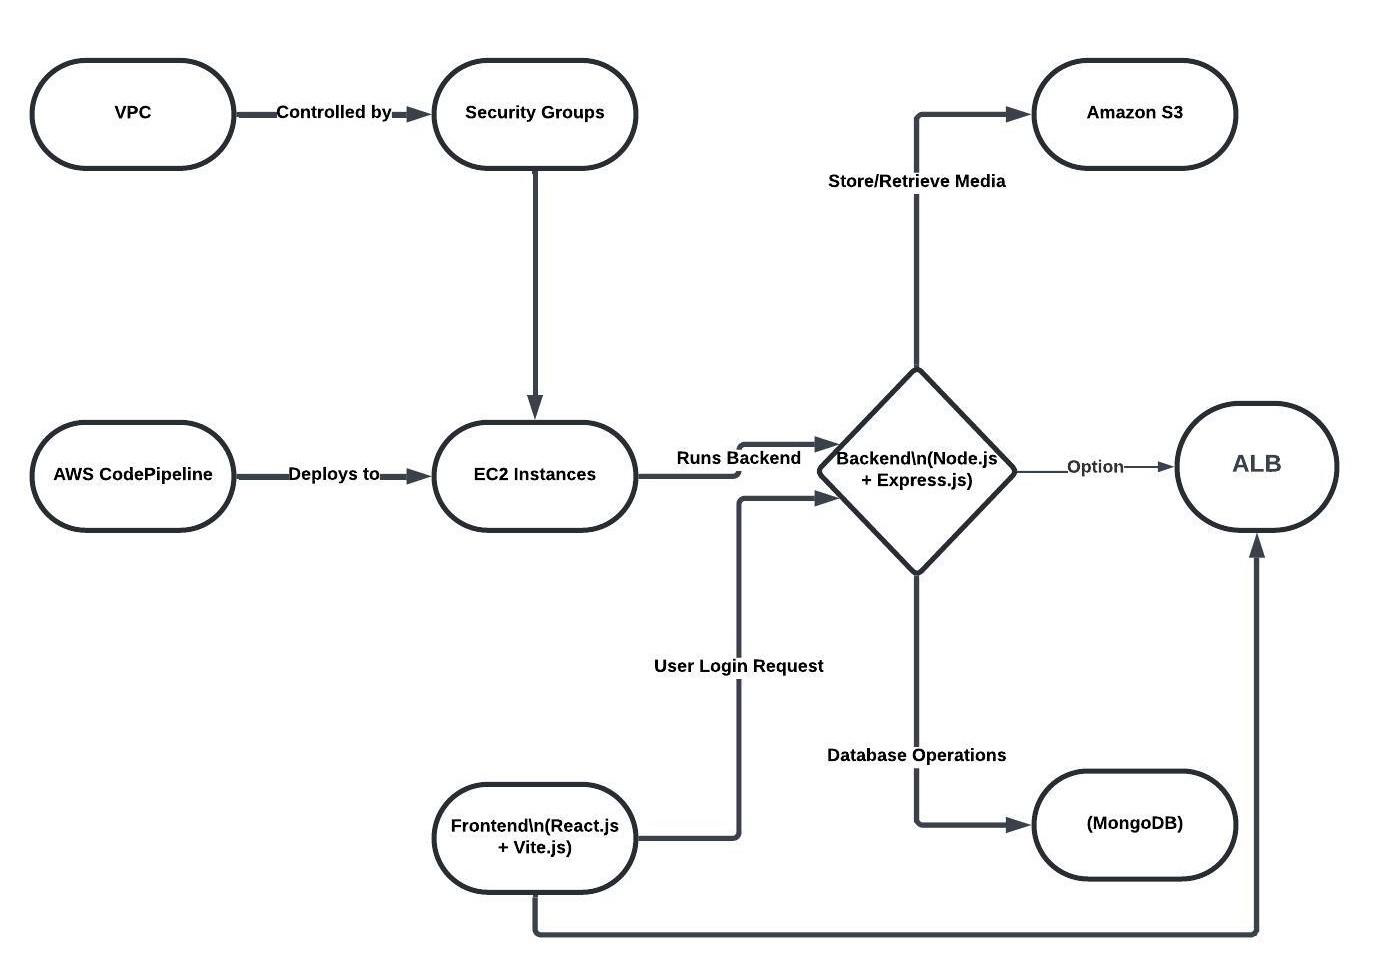 VPC
Controlled by
Security Groups
Amazon S3
Store/Retrieve Media
AWS CodePipeline
Deploys to
EC2 Instances
Runs Backend
Backend\n(Node.js
+ Express.js)
Option
ALB
User Login Request
Database Operations
Frontend\n(React.js
+ Vite.js)
(MongoDB)